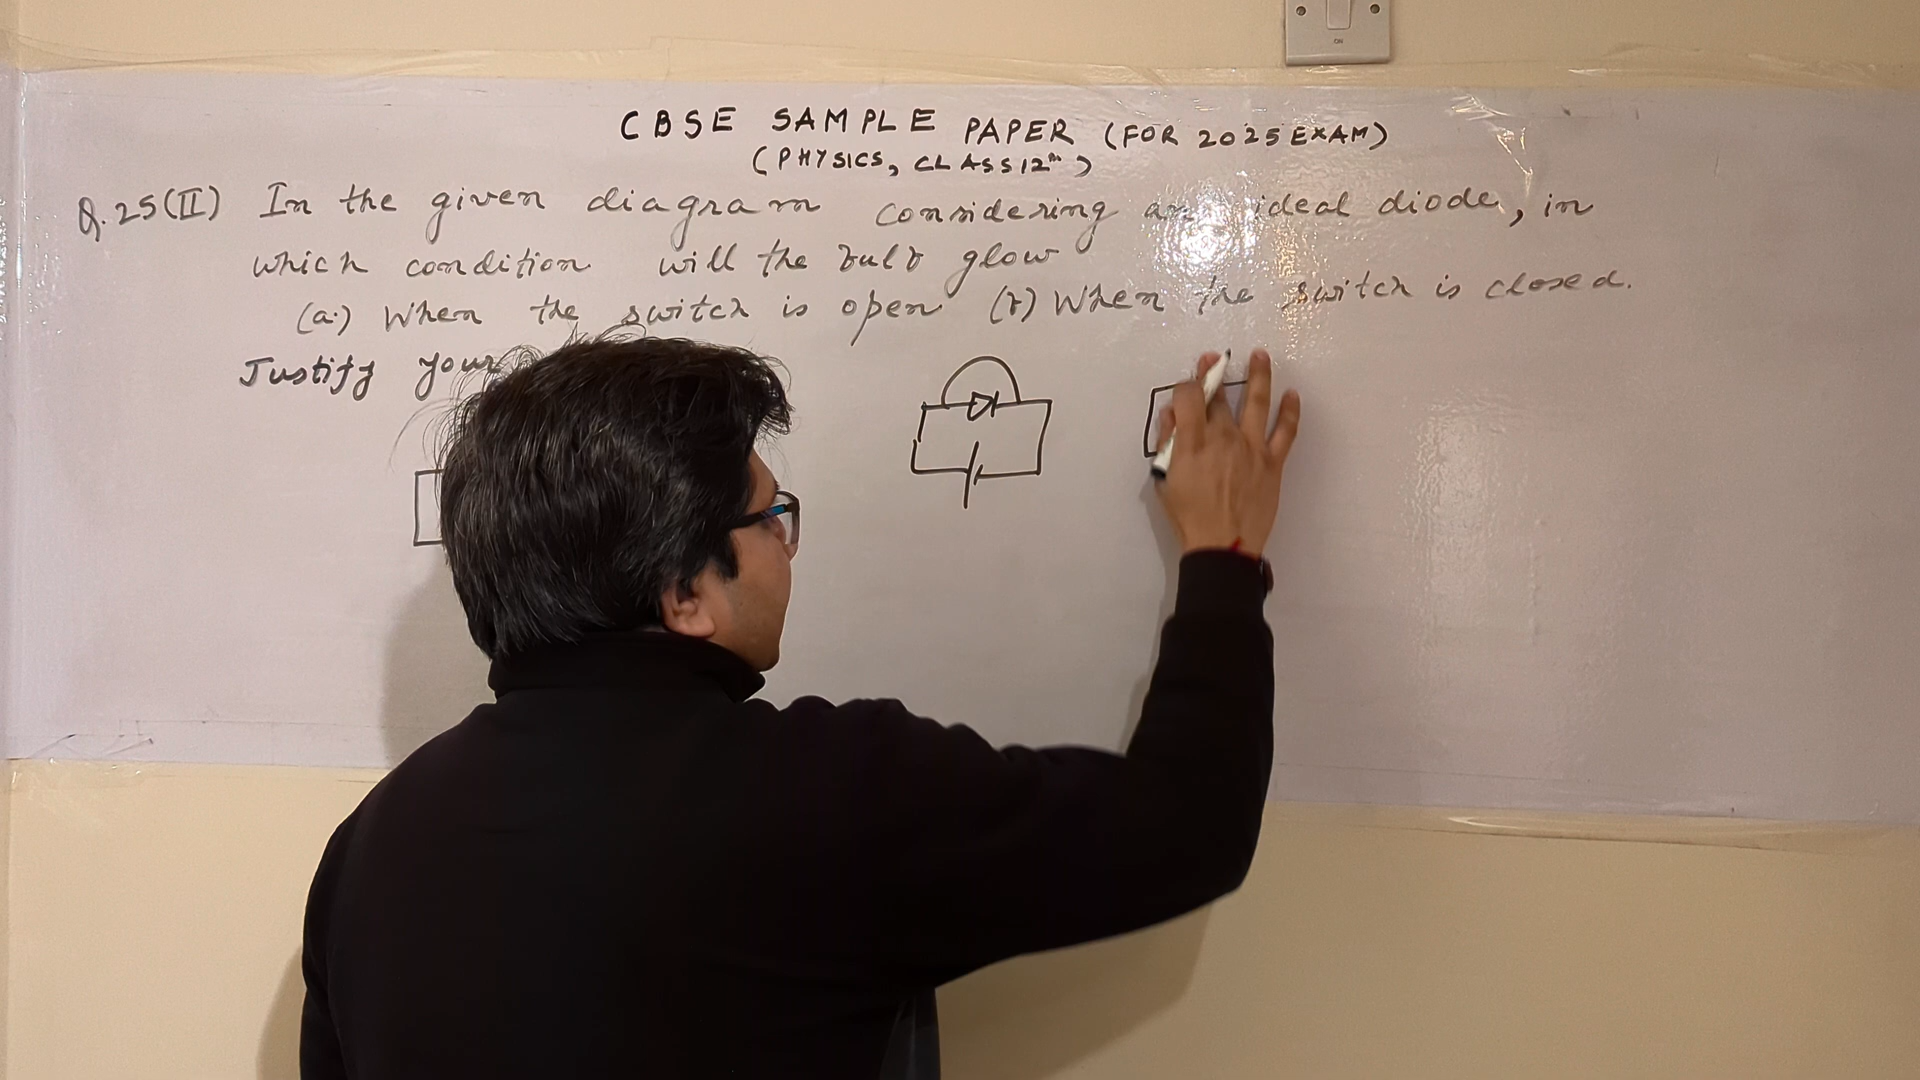 ON
CBSE SAMPLE PAPER (FOR 2025 EXAM)
(PHYSICS, CLASS 12th)
Q.25(II) In the given diagram considering an ideal diode, in
which condition will the bulb glow
(a.) When the switch is open (b) When the switch is closed.
Justify your